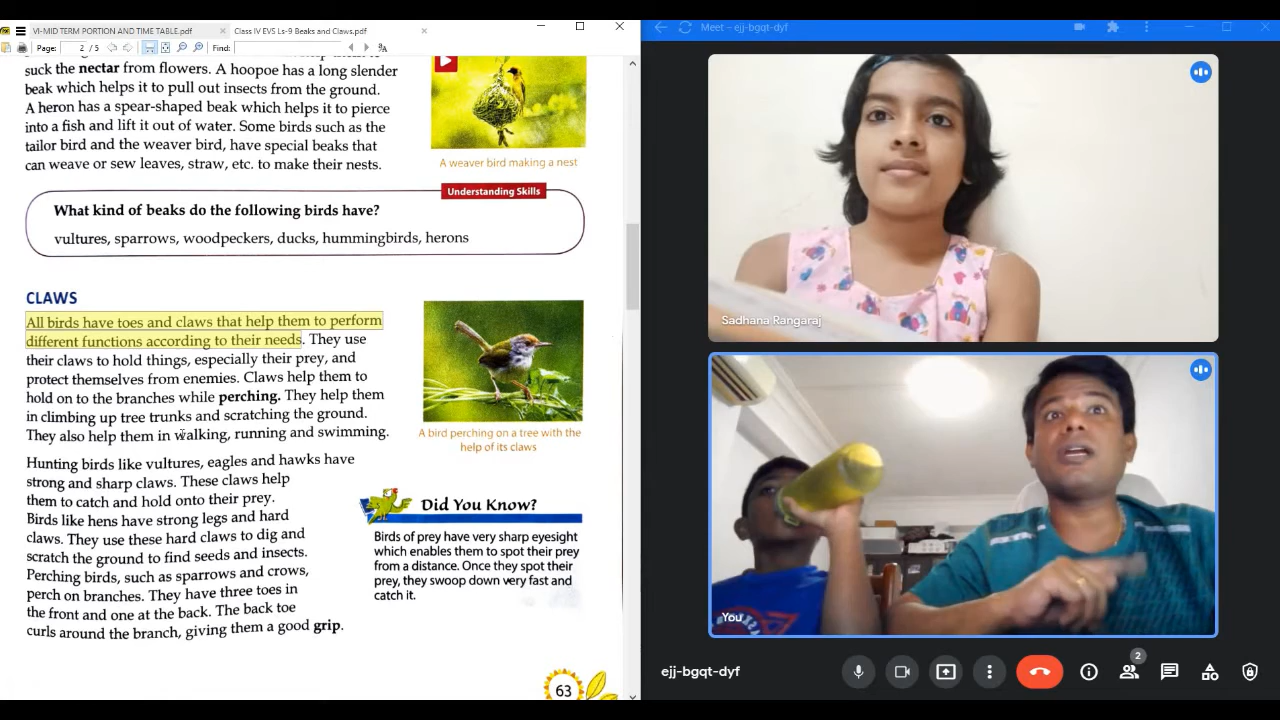 VI-MID TERM PORTION AND TIME TABLE.pdf
Class IV EVS Ls-9 Beaks and Claws.pdf
Page: 2 / 5
Find:
suck the nectar from flowers. A hoopoe has a long slender
beak which helps it to pull out insects from the ground.
A heron has a spear-shaped beak which helps it to pierce
into a fish and lift it out of water. Some birds such as the
tailor bird and the weaver bird, have special beaks that
can weave or sew leaves, straw, etc. to make their nests.
A weaver bird making a nest
Understanding Skills
What kind of beaks do the following birds have?
vultures, sparrows, woodpeckers, ducks, hummingbirds, herons
CLAWS
All birds have toes and claws that help them to perform
different functions according to their needs. They use
their claws to hold things, especially their prey, and
protect themselves from enemies. Claws help them to
hold on to the branches while perching. They help them
in climbing up tree trunks and scratching the ground.
They also help them in walking, running and swimming.
A bird perching on a tree with the
help of its claws
Hunting birds like vultures, eagles and hawks have
strong and sharp claws. These claws help
them to catch and hold onto their prey.
Birds like hens have strong legs and hard
claws. They use these hard claws to dig and
scratch the ground to find seeds and insects.
Perching birds, such as sparrows and crows,
perch on branches. They have three toes in
the front and one at the back. The back toe
curls around the branch, giving them a good grip.
Did You Know?
Birds of prey have very sharp eyesight
which enables them to spot their prey
from a distance. Once they spot their
prey, they swoop down very fast and
catch it.
63
Meet – ejj-bgqt-dyf
Sadhana Rangaraj
You
ejj-bgqt-dyf
2